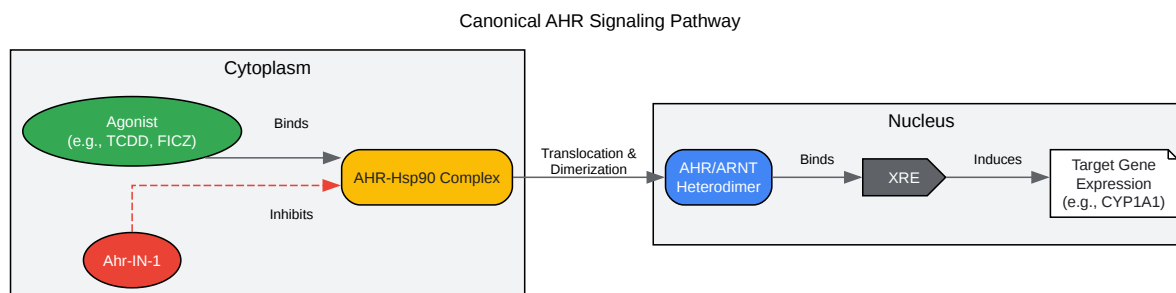 Canonical AHR Signaling Pathway
Cytoplasm
Agonist
(e.g., TCDD, FICZ)
Binds
AHR-Hsp90 Complex
Inhibits
Ahr-IN-1
Translocation &
Dimerization
Nucleus
AHR/ARNT
Heterodimer
Binds
XRE
Induces
Target Gene
Expression
(e.g., CYP1A1)